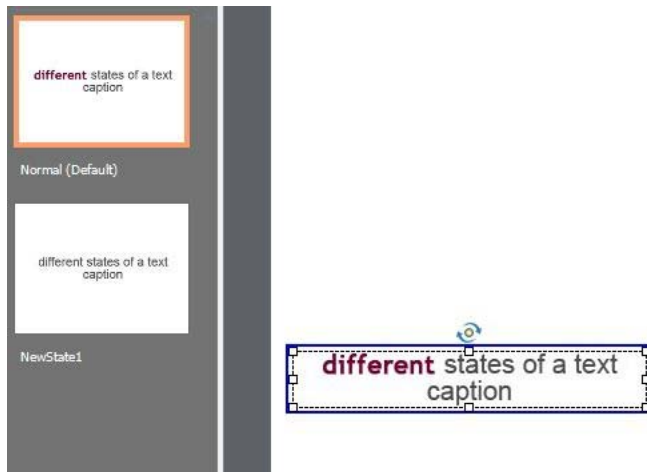 different states of a text
caption
Normal (Default)
different states of a text
caption
NewState1
different states of a text
caption